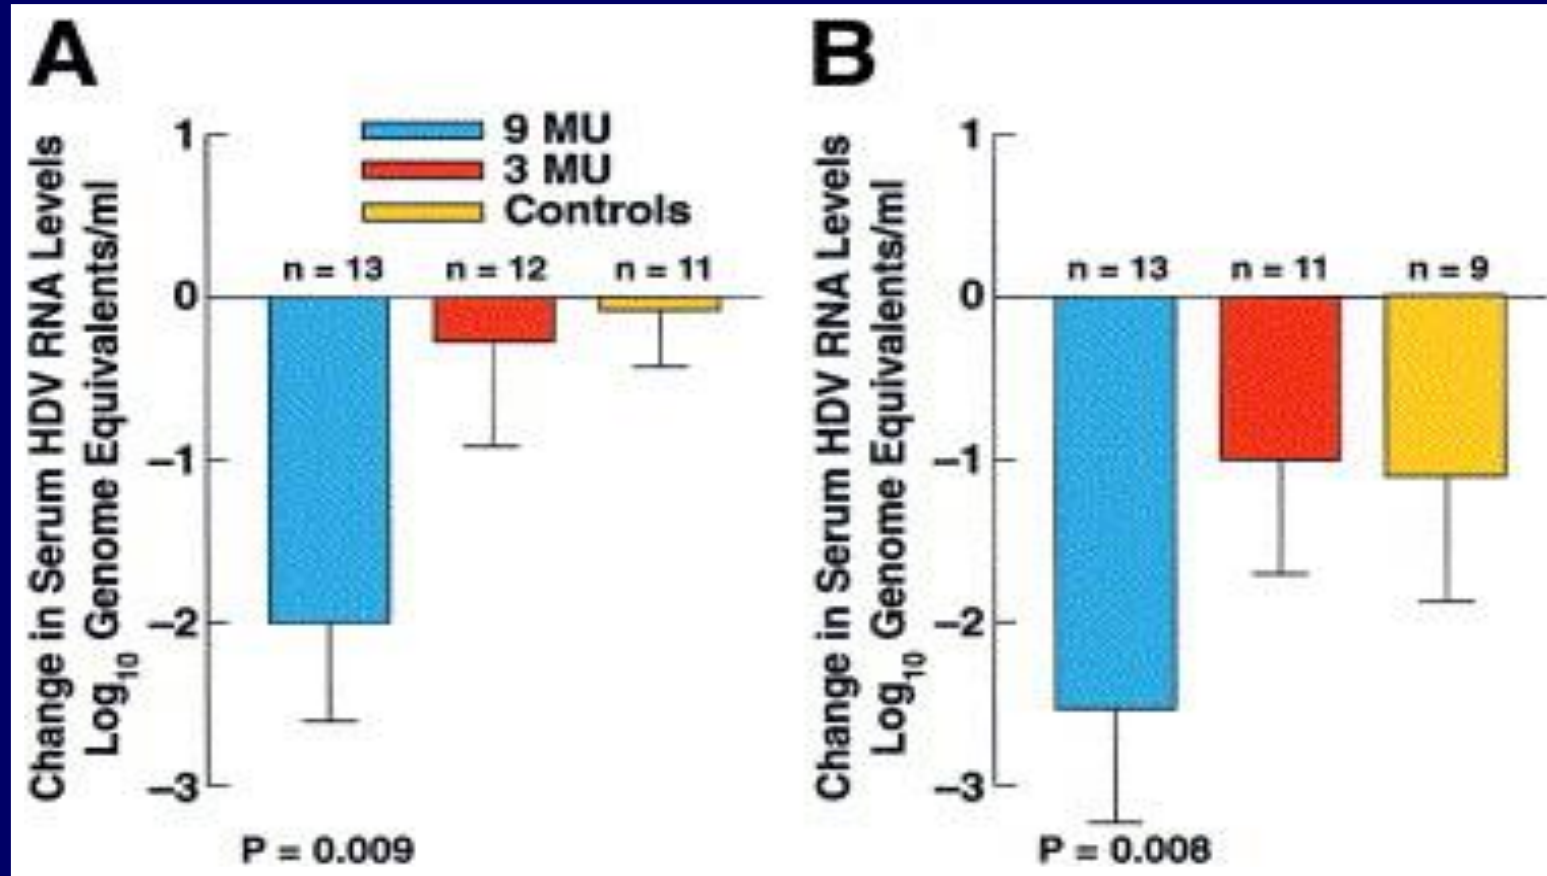 A
Change in Serum HDV RNA Levels
Log10 Genome Equivalents/ml
1
0
–1
–2
–3
9 MU
3 MU
Controls
n = 13
n = 12
n = 11
P = 0.009
B
Change in Serum HDV RNA Levels
Log10 Genome Equivalents/ml
1
0
–1
–2
–3
n = 13
n = 11
n = 9
P = 0.008